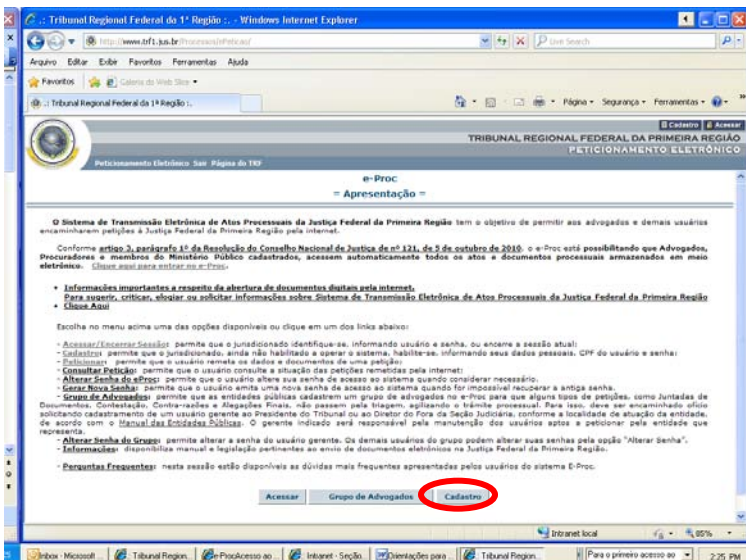 .: Tribunal Regional Federal da 1ª Região :. - Windows Internet Explorer
http://www.trf1.jus.br/Processos/ePeticao/
Live Search
Arquivo Editar Exibir Favoritos Ferramentas Ajuda
Favoritos Galeria do Web Slice
.: Tribunal Regional Federal da 1ª Região :.
Página Segurança Ferramentas
Cadastro Acessar
TRIBUNAL REGIONAL FEDERAL DA PRIMEIRA REGIÃO
PETICIONAMENTO ELETRÔNICO
Peticionamento Eletrônico Sair Página do TRF
e-Proc
= Apresentação =
O Sistema de Transmissão Eletrônica de Atos Processuais da Justiça Federal da Primeira Região tem o objetivo de permitir aos advogados e demais usuários
encaminharem petições à Justiça Federal da Primeira Região pela internet.
Conforme artigo 3, parágrafo 1º da Resolução do Conselho Nacional de Justiça de nº 121, de 5 de outubro de 2010, o e-Proc está possibilitando que Advogados,
Procuradores e membros do Ministério Público cadastrados, acessem automaticamente todos os atos e documentos processuais armazenados em meio
eletrônico. Clique aqui para entrar no e-Proc.
• Informações importantes a respeito da abertura de documentos digitais pela internet.
Para sugerir, criticar, elogiar ou solicitar informações sobre Sistema de Transmissão Eletrônica de Atos Processuais da Justiça Federal da Primeira Região
• Clique Aqui
Escolha no menu acima uma das opções disponíveis ou clique em um dos links abaixo:
- Acessar/Encerrar Sessão: permite que o jurisdicionado identifique-se, informando usuário e senha, ou encerre a sessão atual;
- Cadastro: permite que o jurisdicionado, ainda não habilitado a operar o sistema, habilite-se, informando seus dados pessoais, CPF do usuário e senha;
- Peticionar: permite que o usuário remeta os dados e documentos de uma petição;
- Consultar Petição: permite que o usuário consulte a situação das petições remetidas pela internet;
- Alterar Senha do eProc: permite que o usuário altere sua senha de acesso ao sistema quando considerar necessário.
- Gerar Nova Senha: permite que o usuário emita uma nova senha de acesso ao sistema quando for impossível recuperar a antiga senha.
- Grupo de Advogados: permite que as entidades públicas cadastrem um grupo de advogados no e-Proc para que alguns tipos de petições, como Juntadas de
Documentos, Contestação, Contra-razões e Alegações Finais, não passem pela triagem, agilizando o trâmite processual. Para isso, deve ser encaminhado ofício
solicitando cadastramento de um usuário gerente ao Presidente do Tribunal ou ao Diretor do Foro da Seção Judiciária, conforme a localidade de atuação da entidade,
de acordo com o Manual das Entidades Públicas. O gerente indicado será responsável pela manutenção dos usuários aptos a peticionar pela entidade que
representa.
- Alterar Senha do Grupo: permite alterar a senha do usuário gerente. Os demais usuários do grupo podem alterar suas senhas pela opção "Alterar Senha".
- Informações: disponibiliza manual e legislação pertinentes ao envio de documentos eletrônicos na Justiça Federal da Primeira Região.
- Perguntas Frequentes: nesta sessão estão disponíveis as dúvidas mais frequentes apresentadas pelos usuários do sistema E-Proc.
Acessar Grupo de Advogados Cadastro
Intranet local 85%
Inbox - Microsoft ... Tribunal Region... e-ProcAcesso ao ... Intranet - Seção... Orientações para ... Tribunal Region... Para o primeiro acesso ao 2:25 PM